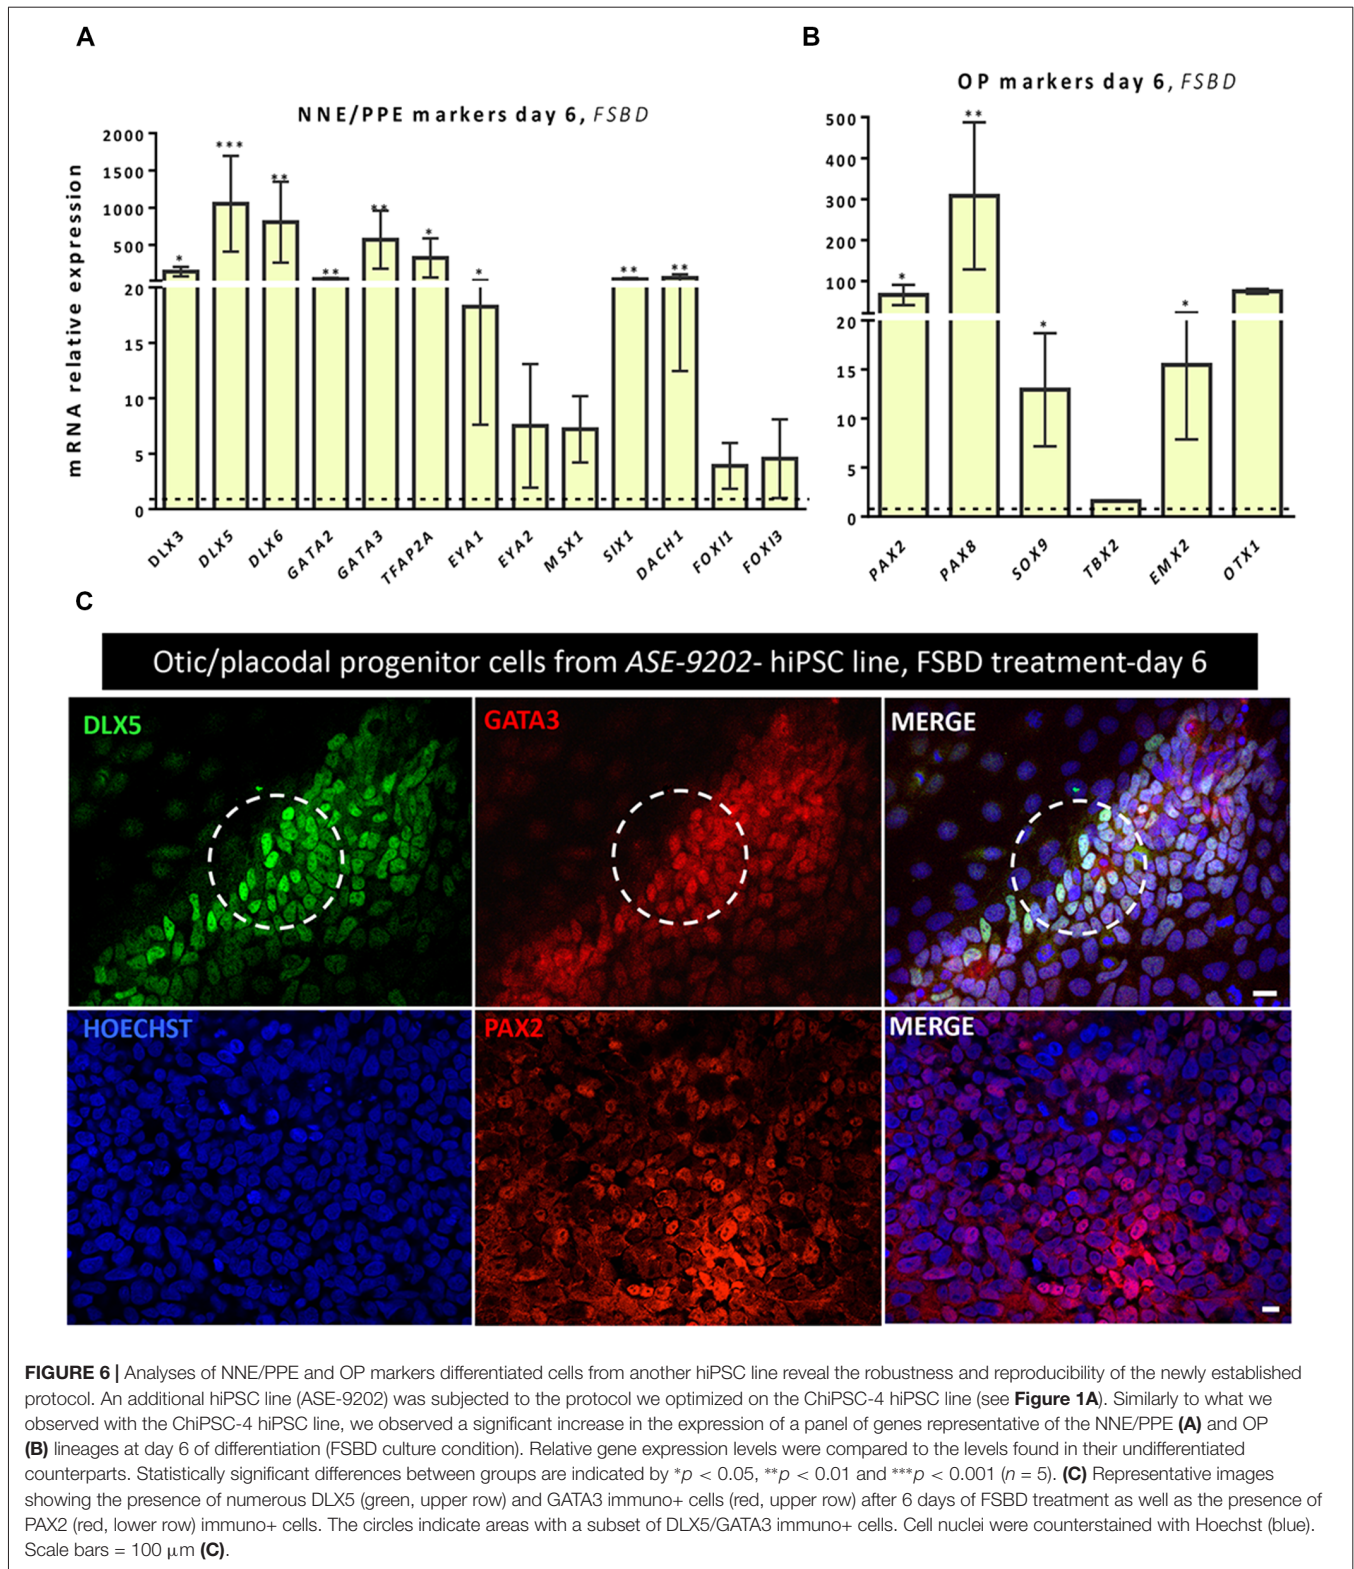 A
NNE/PPE markers day 6, FSBD
mRNA relative expression
2000
1500
1000
500
20
15
10
5
0
*
***
**
**
**
*
*
**
**
DLX3
DLX5
DLX6
GATA2
GATA3
TFAP2A
EYA1
EYA2
MSX1
SIX1
DACH1
FOXI1
FOXI3
B
OP markers day 6, FSBD
500
400
300
200
100
20
15
10
5
0
*
**
*
*
PAX2
PAX8
SOX9
TBX2
EMX2
OTX1
C
Otic/placodal progenitor cells from ASE-9202- hiPSC line, FSBD treatment-day 6
DLX5
GATA3
MERGE
HOECHST
PAX2
MERGE
FIGURE 6 | Analyses of NNE/PPE and OP markers differentiated cells from another hiPSC line reveal the robustness and reproducibility of the newly established
protocol. An additional hiPSC line (ASE-9202) was subjected to the protocol we optimized on the ChiPSC-4 hiPSC line (see Figure 1A). Similarly to what we
observed with the ChiPSC-4 hiPSC line, we observed a significant increase in the expression of a panel of genes representative of the NNE/PPE (A) and OP
(B) lineages at day 6 of differentiation (FSBD culture condition). Relative gene expression levels were compared to the levels found in their undifferentiated
counterparts. Statistically significant differences between groups are indicated by *p < 0.05, **p < 0.01 and ***p < 0.001 (n = 5). (C) Representative images
showing the presence of numerous DLX5 (green, upper row) and GATA3 immuno+ cells (red, upper row) after 6 days of FSBD treatment as well as the presence of
PAX2 (red, lower row) immuno+ cells. The circles indicate areas with a subset of DLX5/GATA3 immuno+ cells. Cell nuclei were counterstained with Hoechst (blue).
Scale bars = 100 μm (C).